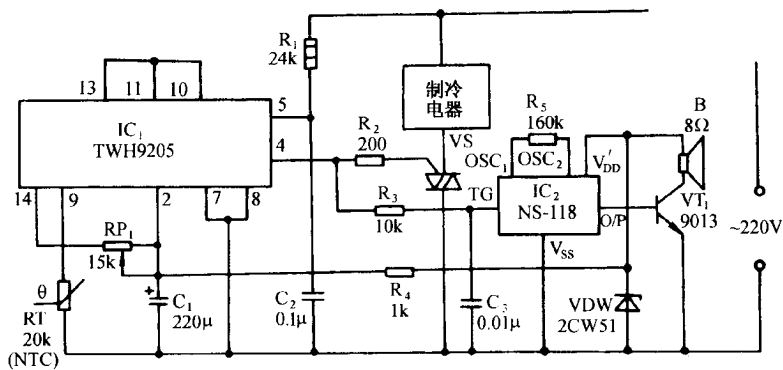 R₁
24k
13
11
10
5
4
IC₁
TWH9205
14
9
2
7
8
RP₁
15k
θ
RT
20k
(NTC)
+
C₁
220μ
C₂
0.1μ
R₂
200
R₃
10k
制冷
电器
VS
TG
OSC₁
R₅
160k
OSC₂
V′DD
IC₂
NS-118
O/P
VSS
R₄
1k
C₃
0.01μ
VDW
2CW51
B
8Ω
VT₁
9013
~220V